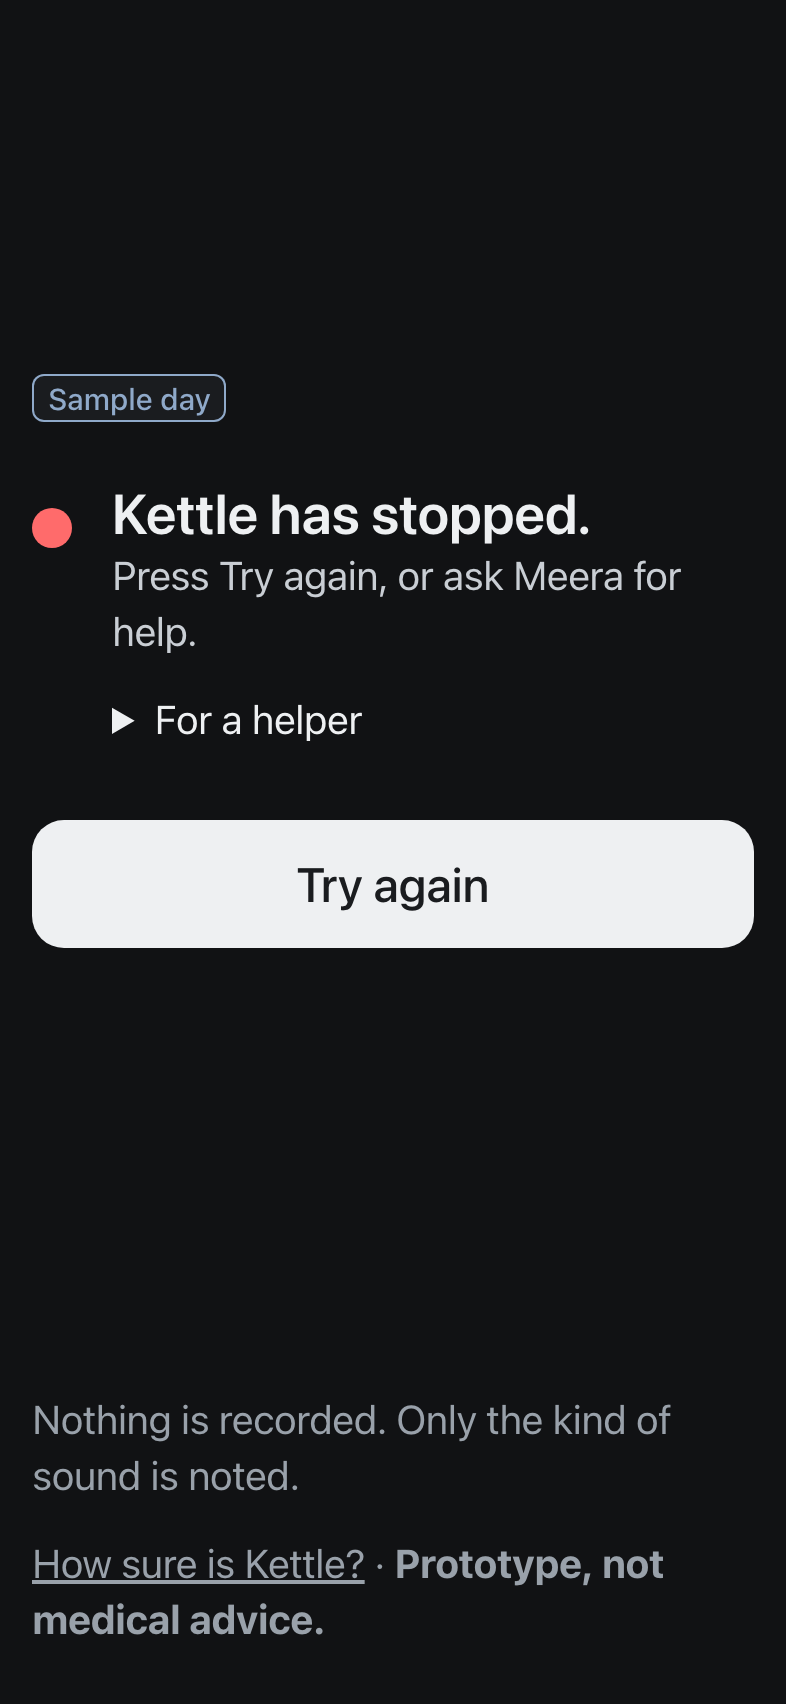 Sample day
Kettle has stopped.
Press Try again, or ask Meera for
help.
For a helper
Try again
Nothing is recorded. Only the kind of
sound is noted.
How sure is Kettle? · Prototype, not
medical advice.